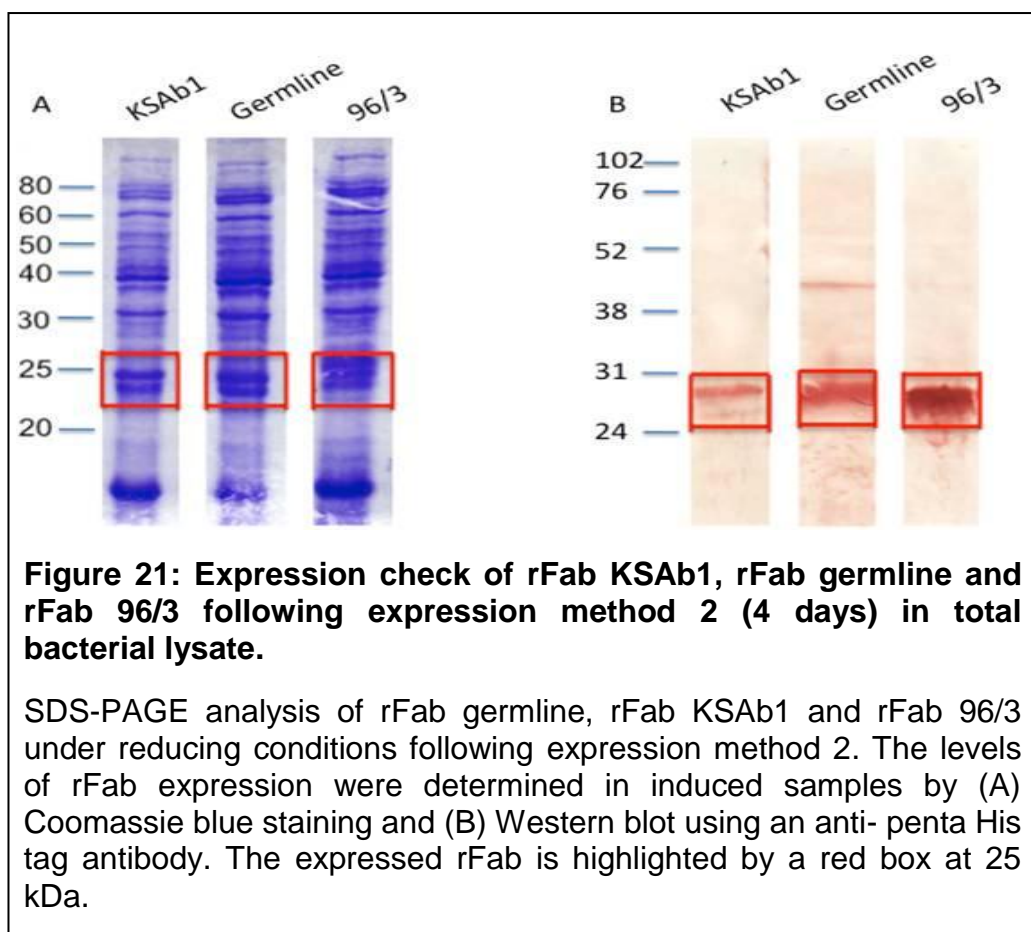 A
KSAb1
Germline
96/3
80
60
50
40
30
25
20
B
KSAb1
Germline
96/3
102
76
52
38
31
24
Figure 21: Expression check of rFab KSAb1, rFab germline and
rFab 96/3 following expression method 2 (4 days) in total
bacterial lysate.
SDS-PAGE analysis of rFab germline, rFab KSAb1 and rFab 96/3
under reducing conditions following expression method 2. The levels
of rFab expression were determined in induced samples by (A)
Coomassie blue staining and (B) Western blot using an anti- penta His
tag antibody. The expressed rFab is highlighted by a red box at 25
kDa.